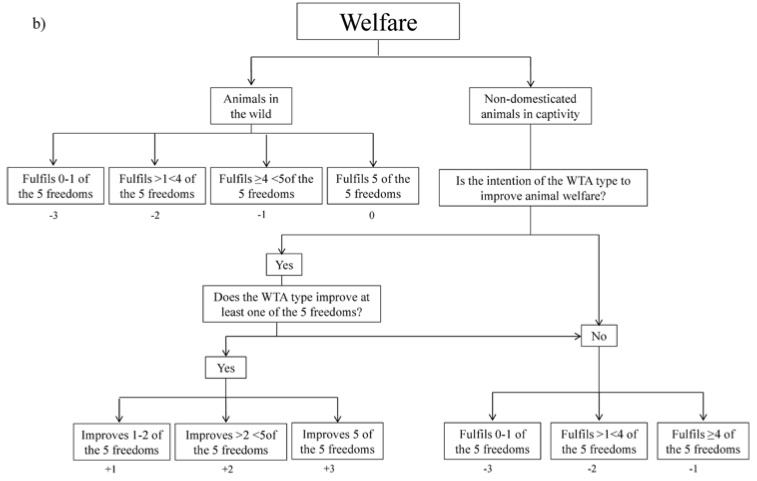 b)
Welfare
Animals in
the wild
Non-domesticated
animals in captivity
Fulfils 0-1 of
the 5 freedoms
Fulfils >1<4 of
the 5 freedoms
Fulfils ≥4 <5of the
5 freedoms
Fulfils 5 of the
5 freedoms
-3
-2
-1
0
Is the intention of the WTA type to
improve animal welfare?
Yes
Does the WTA type improve at
least one of the 5 freedoms?
No
Yes
Improves 1-2 of
the 5 freedoms
Improves >2 <5of
the 5 freedoms
Improves 5 of
the 5 freedoms
+1
+2
+3
Fulfils 0-1 of
the 5 freedoms
Fulfils >1<4 of
the 5 freedoms
Fulfils ≥4 of
the 5 freedoms
-3
-2
-1